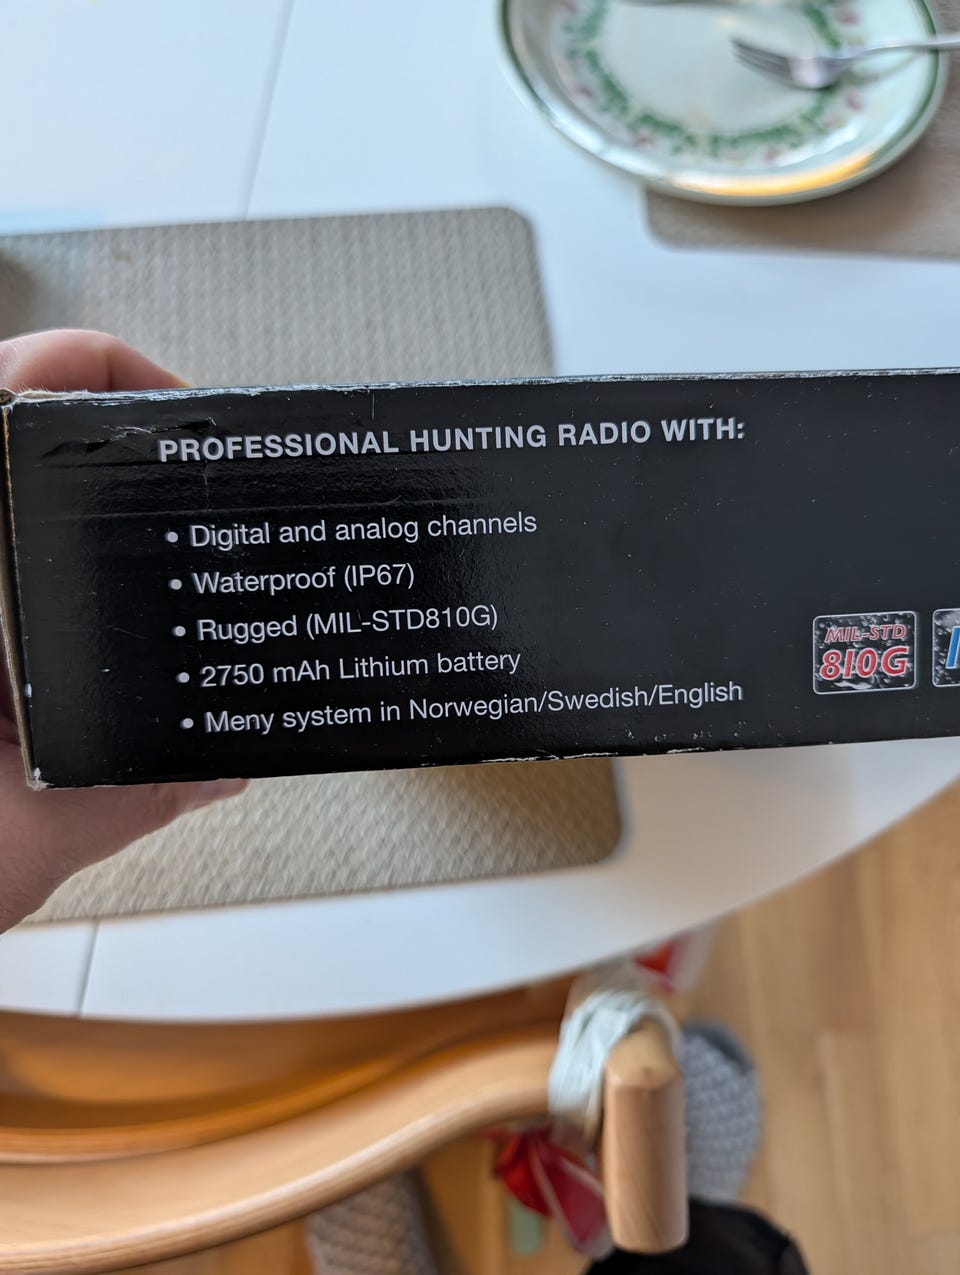 PROFESSIONAL HUNTING RADIO WITH:
• Digital and analog channels
• Waterproof (IP67)
• Rugged (MIL-STD810G)
• 2750 mAh Lithium battery
• Meny system in Norwegian/Swedish/English
MIL-STD
810G